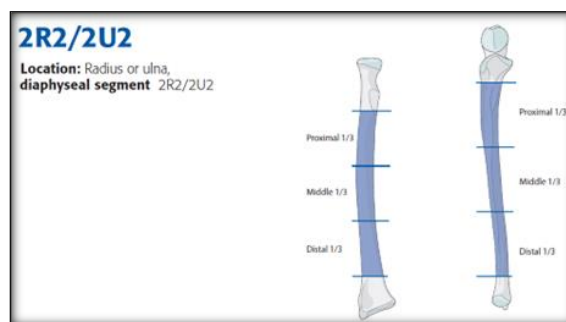 2R2/2U2
Location: Radius or ulna,
diaphyseal segment 2R2/2U2
Proximal 1/3
Middle 1/3
Distal 1/3
Proximal 1/3
Middle 1/3
Distal 1/3